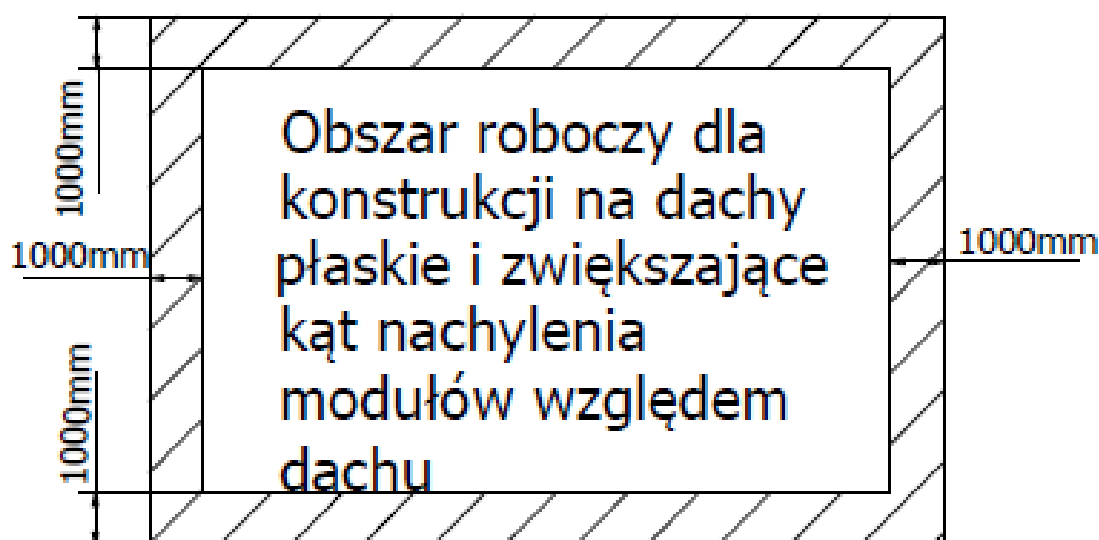 1000mm
Obszar roboczy dla
konstrukcji na dachy
płaskie i zwiększające
kąt nachylenia
modułów względem
dachu
1000mm
1000mm
1000mm